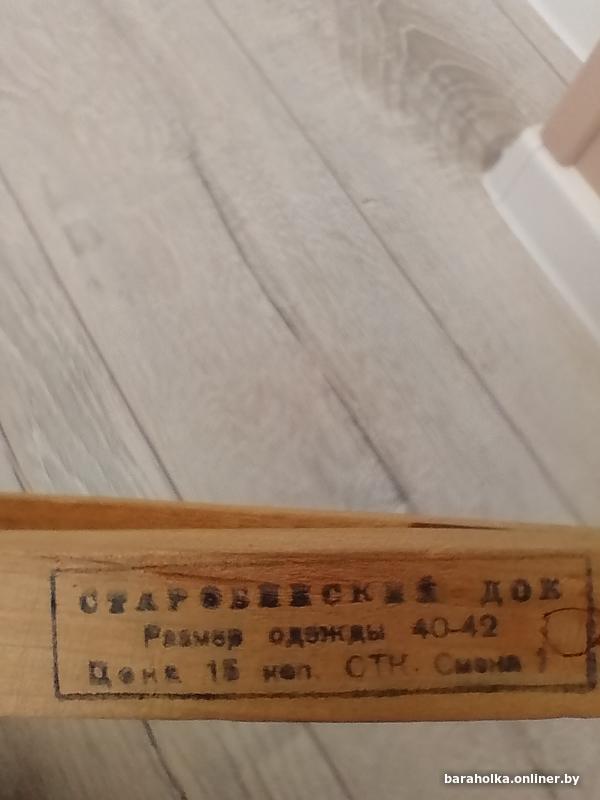 СТАРОБИНСКИЙ ДОК
Размер одежды 40-42
Цена 15 коп. ОТК. Смена 1
baraholka.onliner.by